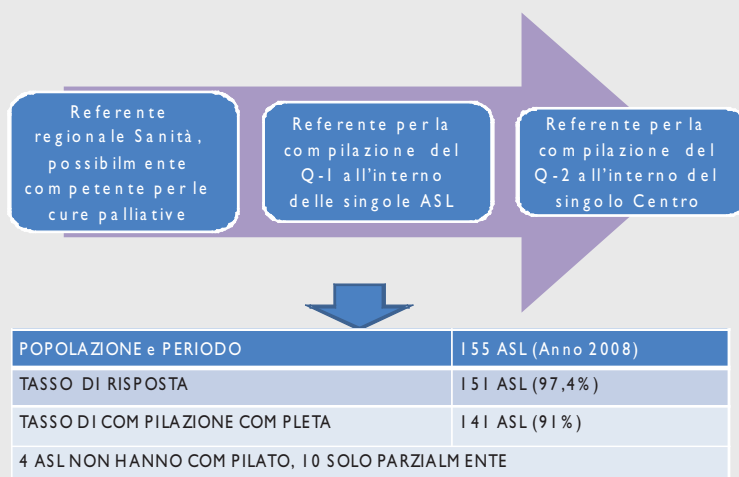 Referente
regionale Sanità,
possibilmente
competente per le
cure palliative
Referente per la
compilazione del
Q-1 all'interno
delle singole ASL
Referente per la
compilazione del
Q-2 all'interno del
singolo Centro
POPOLAZIONE e PERIODO 155 ASL (Anno 2008)
TASSO DI RISPOSTA 151 ASL (97,4%)
TASSO DI COMPILAZIONE COMPLETA 141 ASL (91%)
4 ASL NON HANNO COMPILATO, 10 SOLO PARZIALMENTE